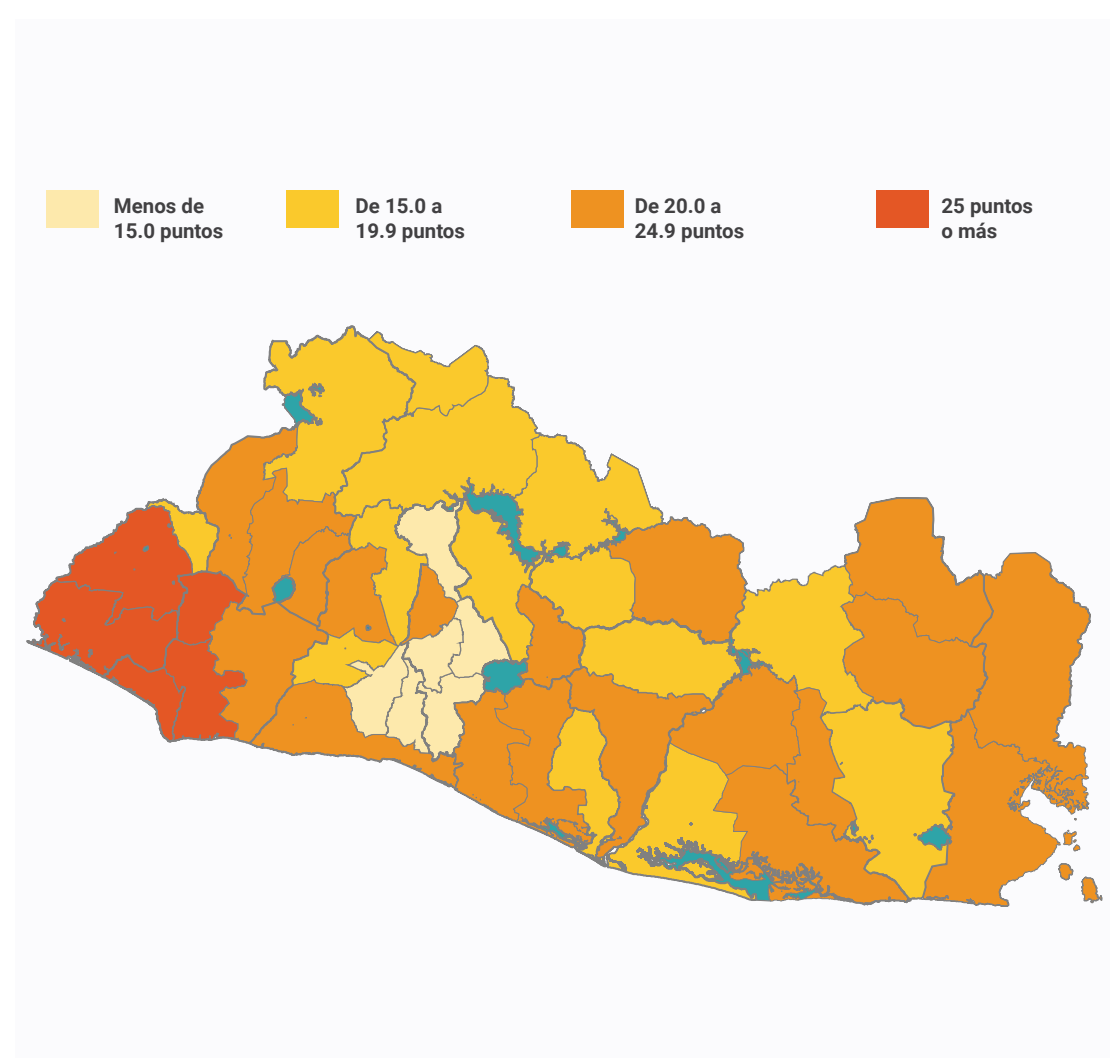 Menos de
15.0 puntos
De 15.0 a
19.9 puntos
De 20.0 a
24.9 puntos
25 puntos
o más